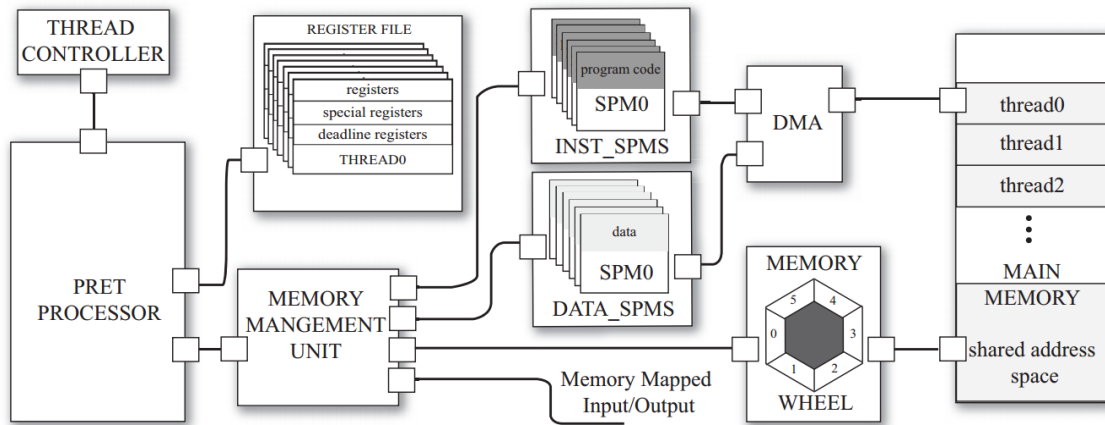 THREAD
CONTROLLER
PRET
PROCESSOR
REGISTER FILE
registers
special registers
deadline registers
THREAD0
MEMORY
MANGEMENT
UNIT
program code
SPM0
INST_SPMS
data
SPM0
DATA_SPMS
Memory Mapped
Input/Output
DMA
MEMORY
5 4
0 3
1 2
WHEEL
thread0
thread1
thread2
MAIN
MEMORY
shared address
space